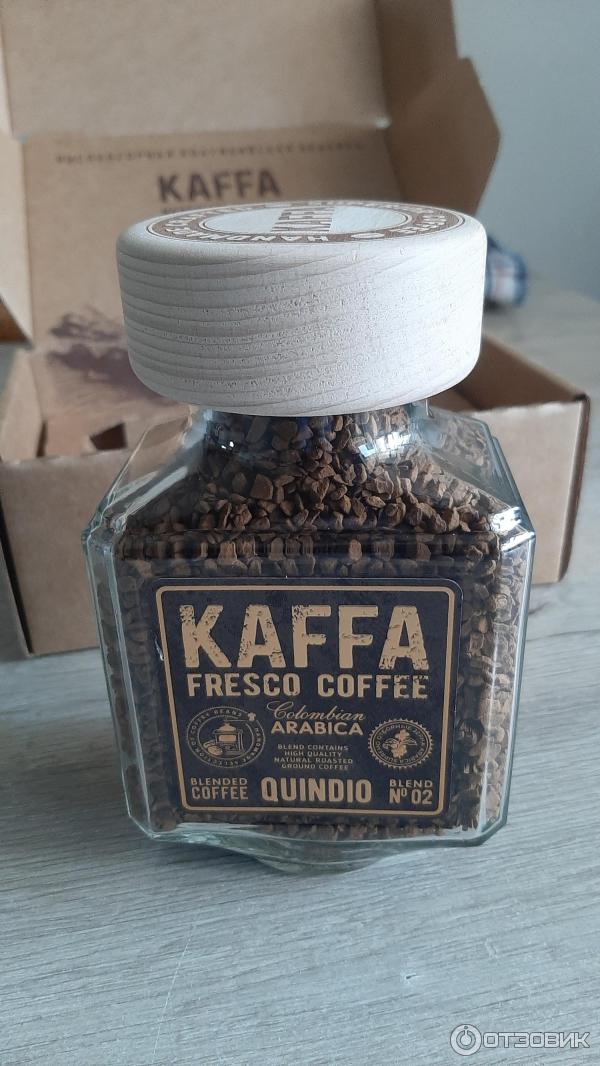 KAFFA
KAFFA
KAFFA
FRESCO COFFEE
Colombian
ARABICA
BLEND CONTAINS
HIGH QUALITY
NATURAL ROASTED
GROUND COFFEE
BLENDED
COFFEE
QUINDIO
BLEND
Nº 02
ОТЗОВИК